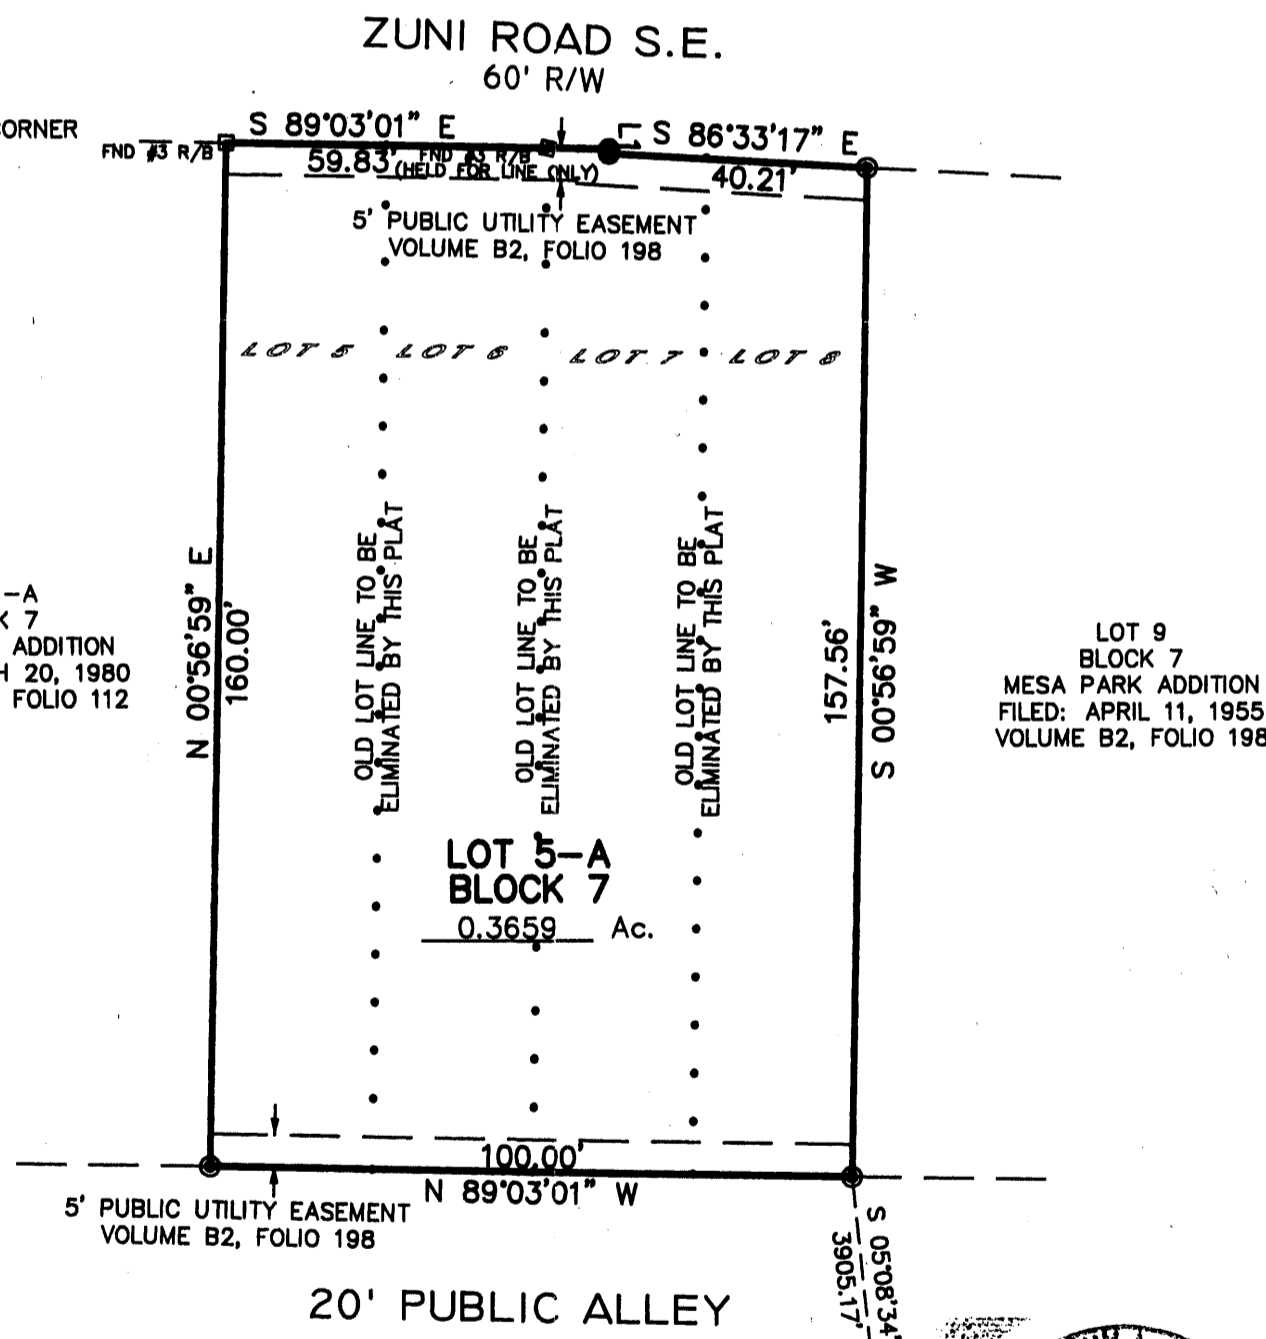 ZUNI ROAD S.E.
60' R/W
CORNER
FND #3 R/B
S 89°03'01" E
59.83'
FND #3 R/B
(HELD FOR LINE ONLY)
L1
S 86°33'17" E
40.21'
5' PUBLIC UTILITY EASEMENT
VOLUME B2, FOLIO 198
LOT 5
LOT 6
LOT 7
LOT 8
N 00°56'59" E
160.00'
OLD LOT LINE TO BE
ELIMINATED BY THIS PLAT
OLD LOT LINE TO BE
ELIMINATED BY THIS PLAT
OLD LOT LINE TO BE
ELIMINATED BY THIS PLAT
157.56'
S 00°56'59" W
-A
K 7
ADDITION
H 20, 1980
FOLIO 112
LOT 9
BLOCK 7
MESA PARK ADDITION
FILED: APRIL 11, 1955
VOLUME B2, FOLIO 198
LOT 5-A
BLOCK 7
0.3659 Ac.
100.00'
N 89°03'01" W
5' PUBLIC UTILITY EASEMENT
VOLUME B2, FOLIO 198
S 05°08'34"
3905.17'
20' PUBLIC ALLEY